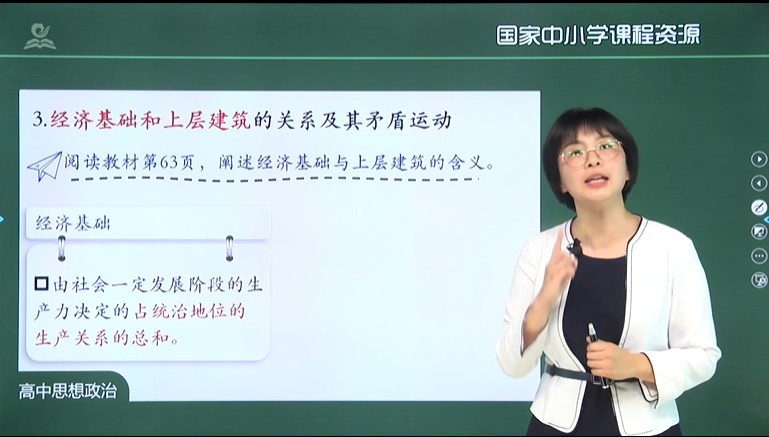 国家中小学课程资源
3.经济基础和上层建筑的关系及其矛盾运动
阅读教材第63页，阐述经济基础与上层建筑的含义。
经济基础
由社会一定发展阶段的生
产力决定的占统治地位的
生产关系的总和。
高中思想政治